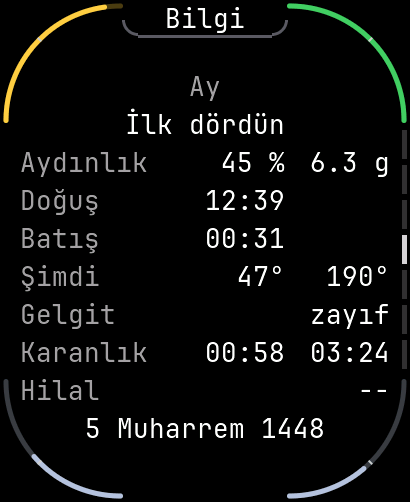 Bilgi
Ay
İlk dördün
Aydınlık 45 % 6.3 g
Doğuş 12:39
Batış 00:31
Şimdi 47° 190°
Gelgit zayıf
Karanlık 00:58 03:24
Hilal --
5 Muharrem 1448